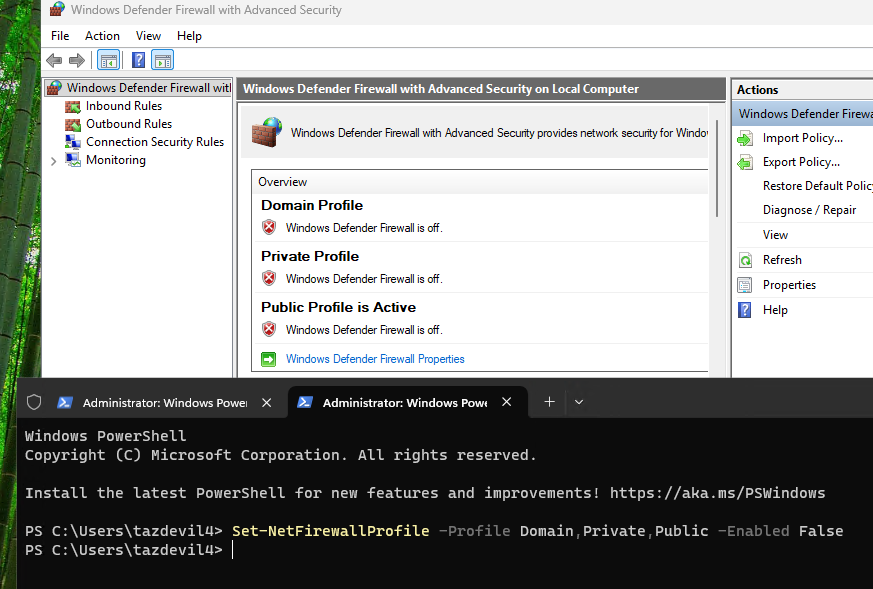 Windows Defender Firewall with Advanced Security
File Action View Help
Windows Defender Firewall wit
Inbound Rules
Outbound Rules
Connection Security Rules
Monitoring
Windows Defender Firewall with Advanced Security on Local Computer
Windows Defender Firewall with Advanced Security provides network security for Window
Overview
Domain Profile
Windows Defender Firewall is off.
Private Profile
Windows Defender Firewall is off.
Public Profile is Active
Windows Defender Firewall is off.
Windows Defender Firewall Properties
Actions
Windows Defender Firewa
Import Policy...
Export Policy...
Restore Default Polic
Diagnose / Repair
View
Refresh
Properties
Help
Administrator: Windows Power
Administrator: Windows Powe
Windows PowerShell
Copyright (C) Microsoft Corporation. All rights reserved.
Install the latest PowerShell for new features and improvements! https://aka.ms/PSWindows
PS C:\Users\tazdevil4> Set-NetFirewallProfile -Profile Domain,Private,Public -Enabled False
PS C:\Users\tazdevil4>